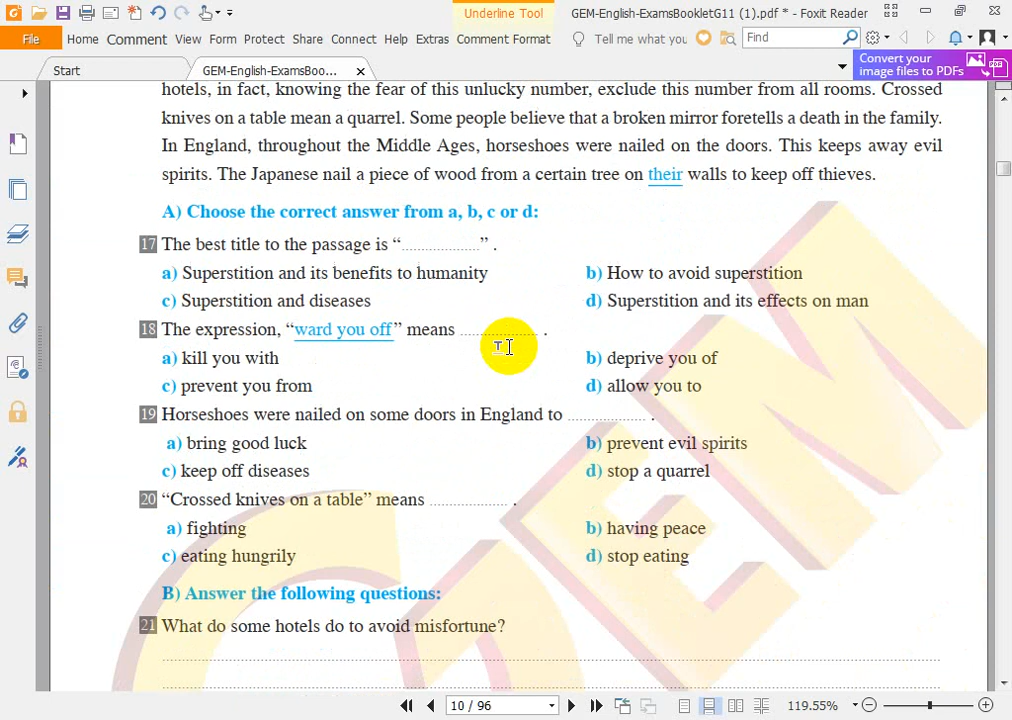 Underline Tool
GEM-English-ExamsBookletG11 (1).pdf * - Foxit Reader
File Home Comment View Form Protect Share Connect Help Extras Comment Format Tell me what you Find
Start GEM-English-ExamsBoo... Convert your image files to PDFs
hotels, in fact, knowing the fear of this unlucky number, exclude this number from all rooms. Crossed
knives on a table mean a quarrel. Some people believe that a broken mirror foretells a death in the family.
In England, throughout the Middle Ages, horseshoes were nailed on the doors. This keeps away evil
spirits. The Japanese nail a piece of wood from a certain tree on their walls to keep off thieves.
A) Choose the correct answer from a, b, c or d:
17 The best title to the passage is “....................” .
a) Superstition and its benefits to humanity b) How to avoid superstition
c) Superstition and diseases d) Superstition and its effects on man
18 The expression, “ward you off” means .................... .
a) kill you with b) deprive you of
c) prevent you from d) allow you to
19 Horseshoes were nailed on some doors in England to .................... .
a) bring good luck b) prevent evil spirits
c) keep off diseases d) stop a quarrel
20 “Crossed knives on a table” means .................... .
a) fighting b) having peace
c) eating hungrily d) stop eating
B) Answer the following questions:
21 What do some hotels do to avoid misfortune?
GEM
10 / 96 119.55%